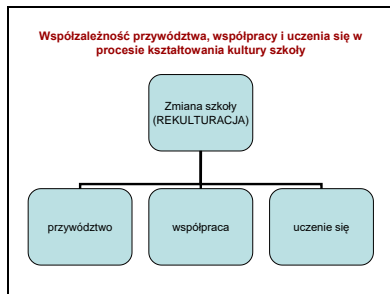 Współzależność przywództwa, współpracy i uczenia się w
procesie kształtowania kultury szkoły
Zmiana szkoły
(REKULTURACJA)
przywództwo
współpraca
uczenie się